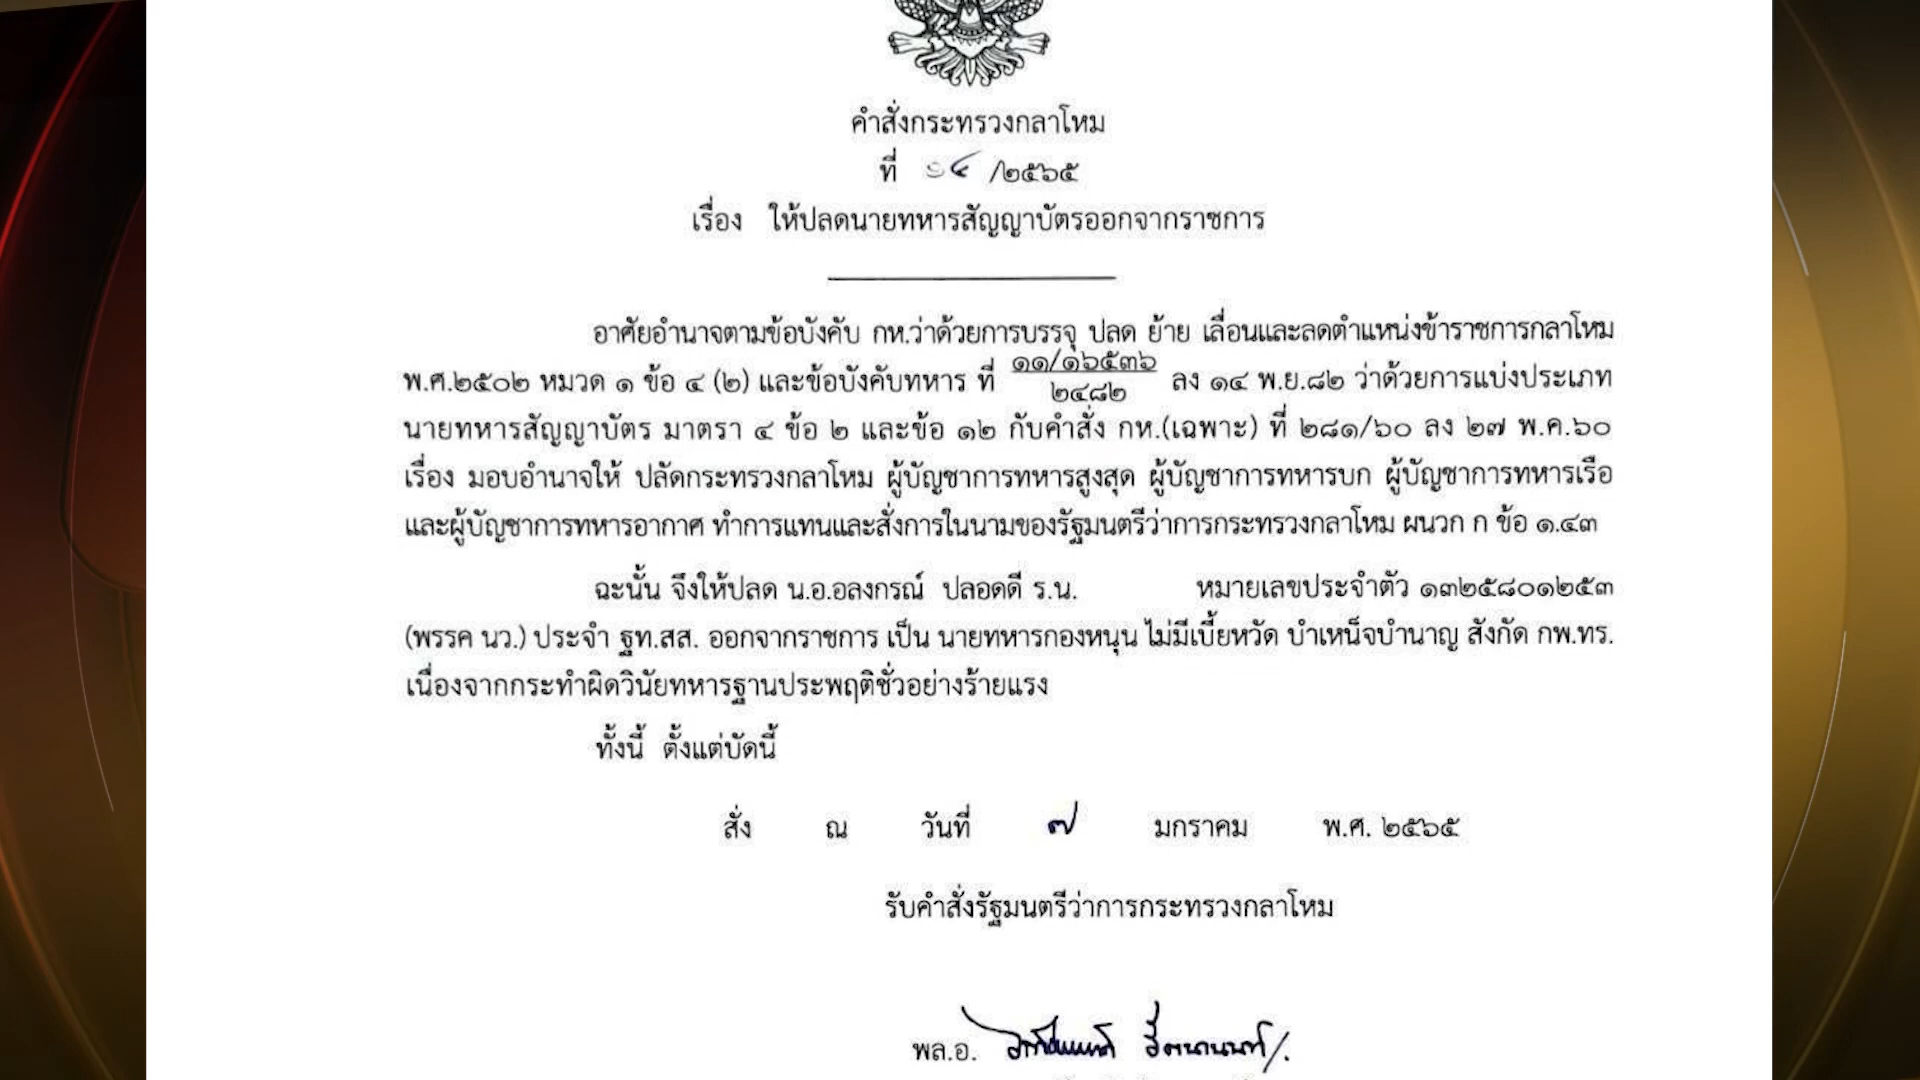 คำสั่งกระทรวงกลาโหม
ที่ ๑๔ /๒๕๖๕
เรื่อง ให้ปลดนายทหารสัญญาบัตรออกจากราชการ
อาศัยอำนาจตามข้อบังคับ กห.ว่าด้วยการบรรจุ ปลด ย้าย เลื่อนและลดตำแหน่งข้าราชการกลาโหม
พ.ศ.๒๕๐๒ หมวด ๑ ข้อ ๔ (๒) และข้อบังคับทหาร ที่ ๑๑/๑๖๕๓๖ ลง ๑๔ พ.ย.๘๒ ว่าด้วยการแบ่งประเภท
๒๔๘๒
นายทหารสัญญาบัตร มาตรา ๔ ข้อ ๒ และข้อ ๑๒ กับคำสั่ง กห.(เฉพาะ) ที่ ๒๘๑/๖๐ ลง ๒๗ พ.ค.๖๐
เรื่อง มอบอำนาจให้ ปลัดกระทรวงกลาโหม ผู้บัญชาการทหารสูงสุด ผู้บัญชาการทหารบก ผู้บัญชาการทหารเรือ
และผู้บัญชาการทหารอากาศ ทำการแทนและสั่งการในนามของรัฐมนตรีว่าการกระทรวงกลาโหม ผนวก ก ข้อ ๑.๔๓
ฉะนั้น จึงให้ปลด น.อ.อลงกรณ์ ปลอดดี ร.น. หมายเลขประจำตัว ๑๓๒๕๘๐๑๒๕๓
(พรรค นว.) ประจำ ฐท.สส. ออกจากราชการ เป็น นายทหารกองหนุน ไม่มีเบี้ยหวัด บำเหน็จบำนาญ สังกัด กพ.ทร.
เนื่องจากกระทำผิดวินัยทหารฐานประพฤติชั่วอย่างร้ายแรง
ทั้งนี้ ตั้งแต่บัดนี้
สั่ง ณ วันที่ ๗ มกราคม พ.ศ. ๒๕๖๕
รับคำสั่งรัฐมนตรีว่าการกระทรวงกลาโหม
พล.อ.